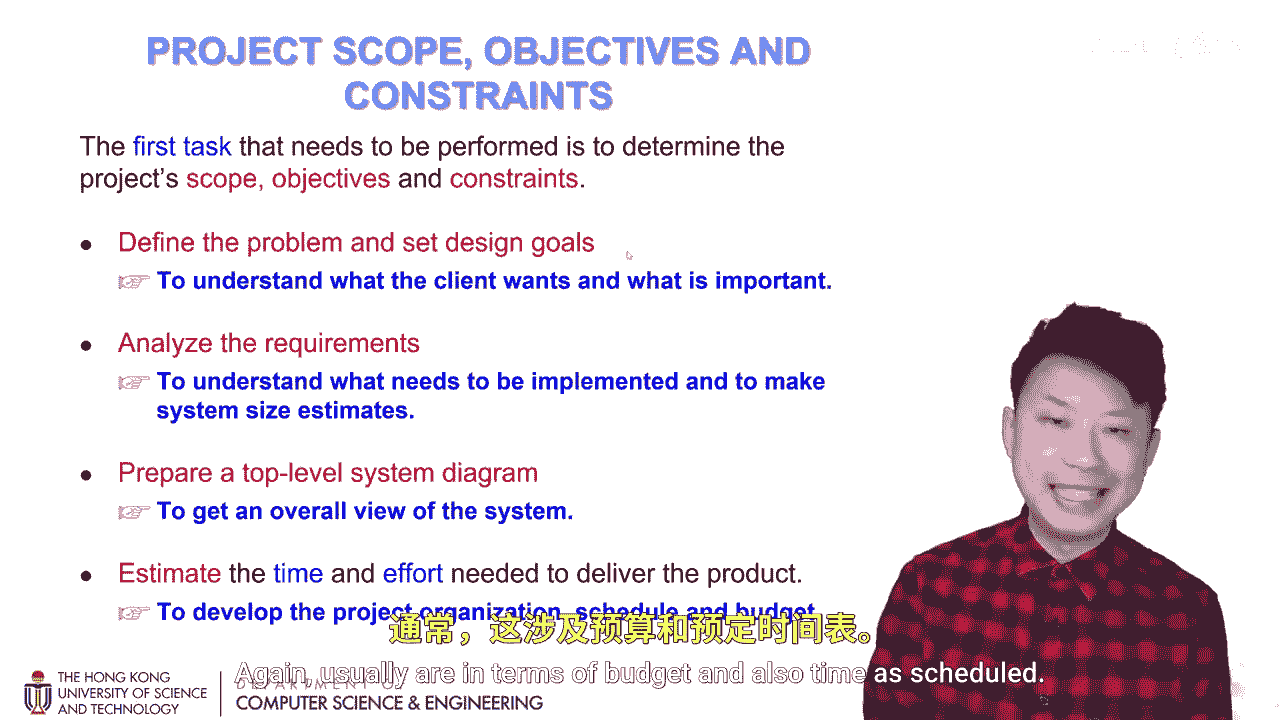 PROJECT SCOPE, OBJECTIVES AND
CONSTRAINTS
The first task that needs to be performed is to determine the
project's scope, objectives and constraints.
● Define the problem and set design goals
☞ To understand what the client wants and what is important.
● Analyze the requirements
☞ To understand what needs to be implemented and to make
system size estimates.
● Prepare a top-level system diagram
☞ To get an overall view of the system.
● Estimate the time and effort needed to deliver the product.
☞ To develop the project organization, schedule and budget.
通常，这涉及预算和预定时间表。
Again, usually are in terms of budget and also time as scheduled.
THE HONG KONG
UNIVERSITY OF SCIENCE
AND TECHNOLOGY
DEPARTMENT OF
COMPUTER SCIENCE & ENGINEERING